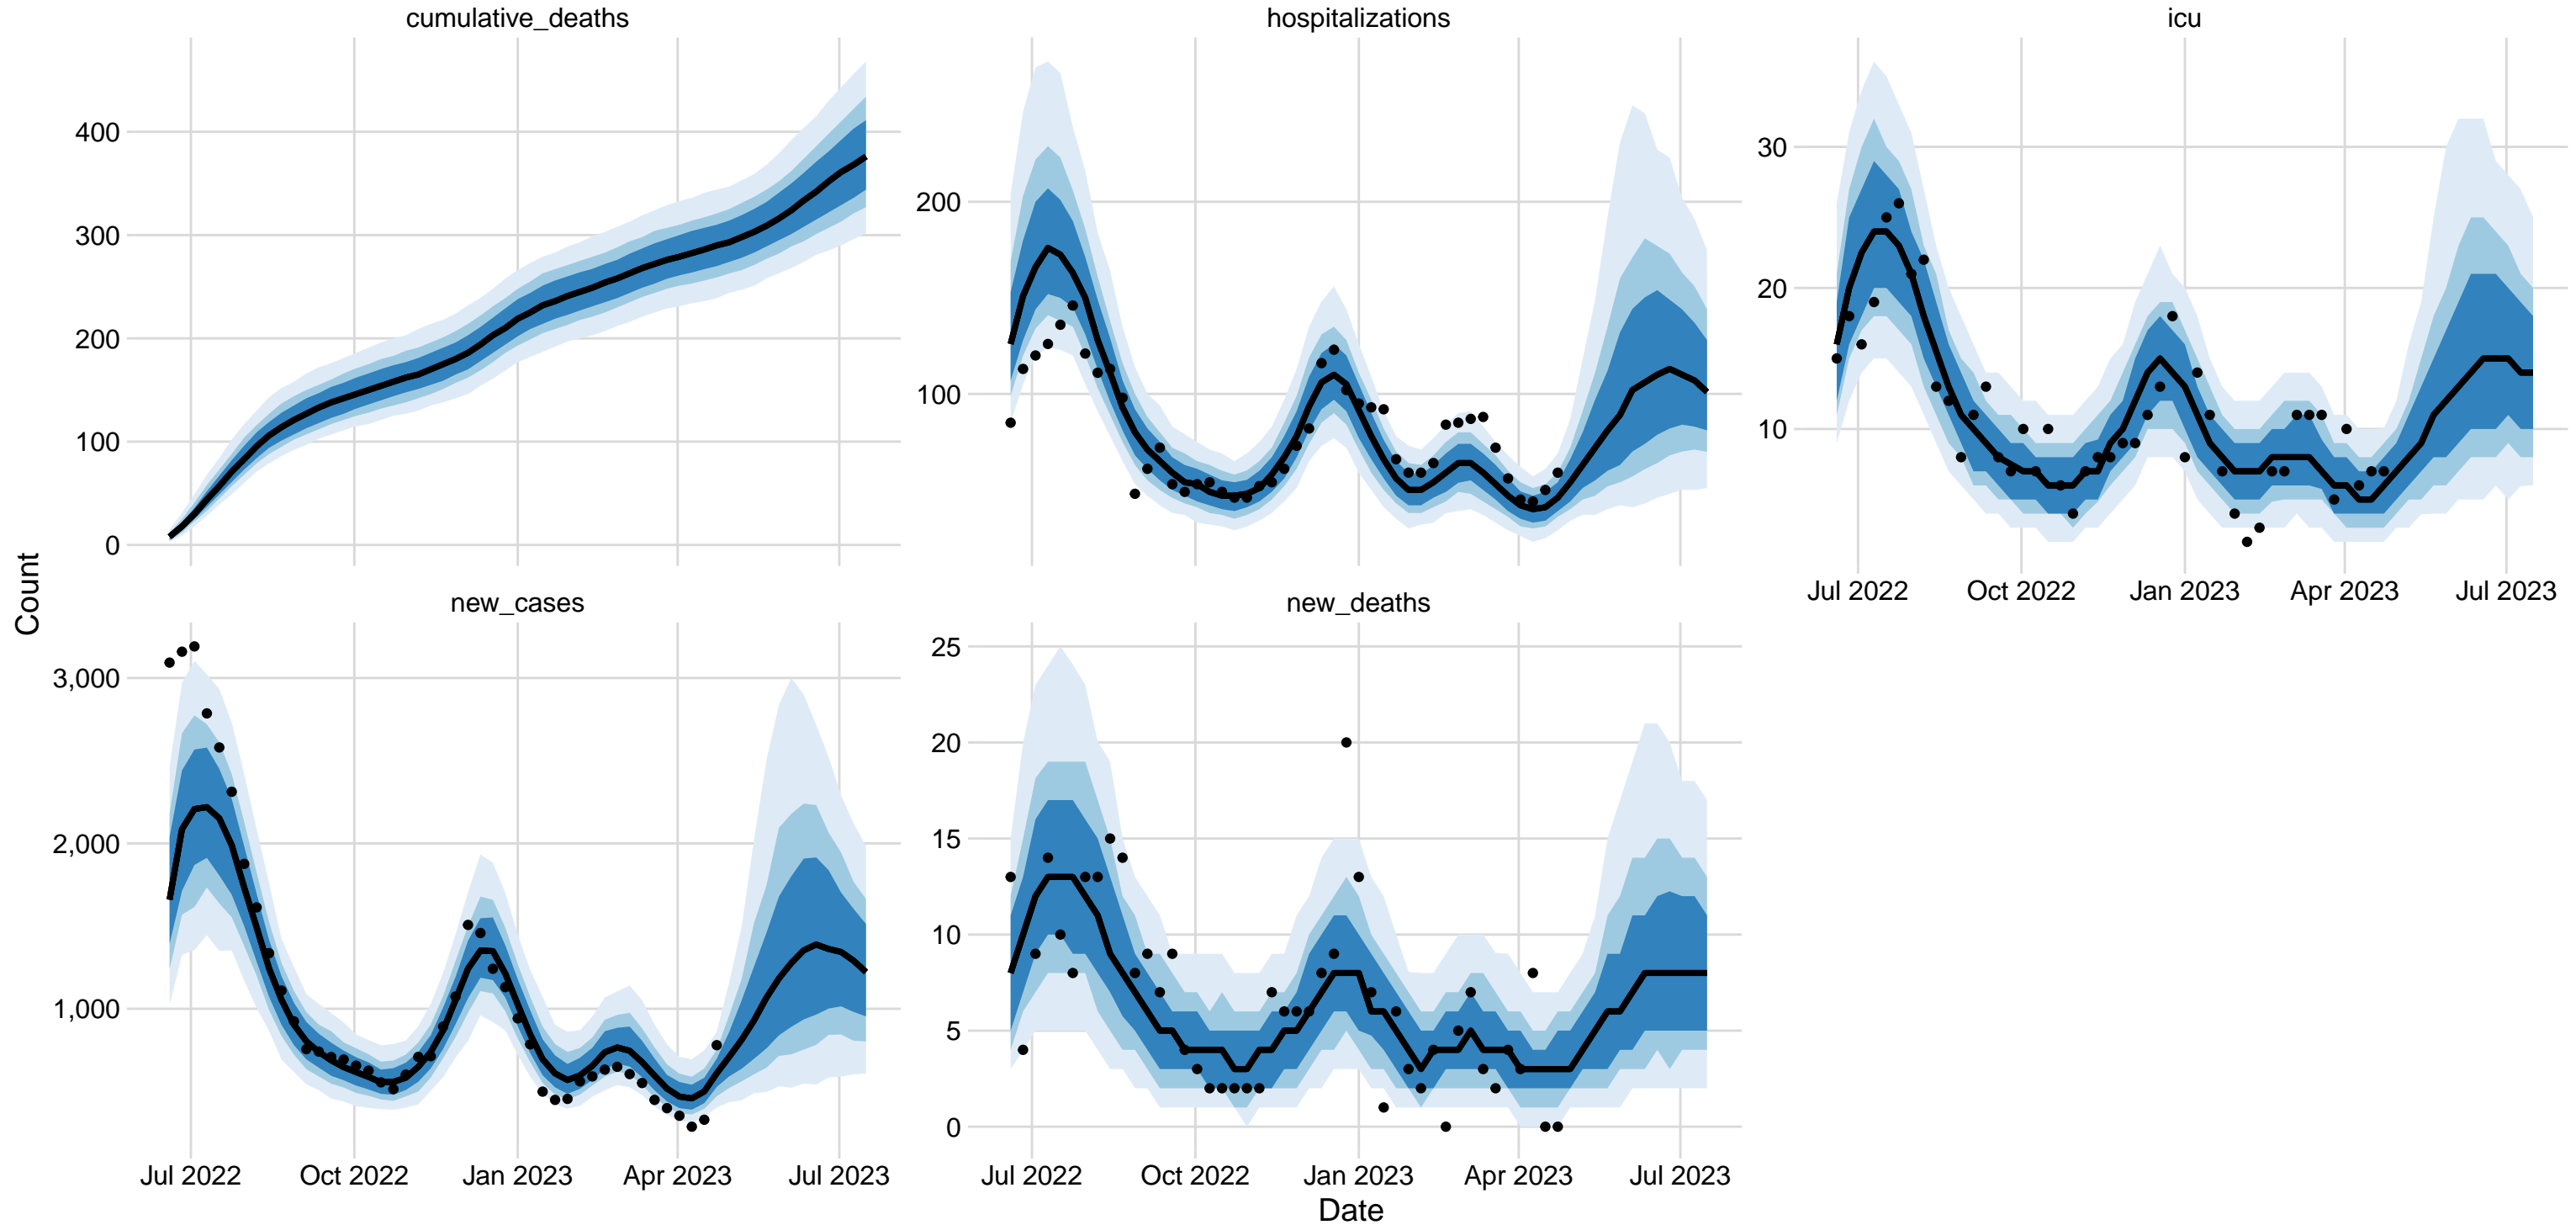 cumulative_deaths
hospitalizations
icu
400
300
200
100
0
200
100
30
20
10
Jul 2022 Oct 2022 Jan 2023 Apr 2023 Jul 2023
Count
new_cases
new_deaths
3,000
2,000
1,000
25
20
15
10
5
0
Jul 2022 Oct 2022 Jan 2023 Apr 2023 Jul 2023
Jul 2022 Oct 2022 Jan 2023 Apr 2023 Jul 2023
Date